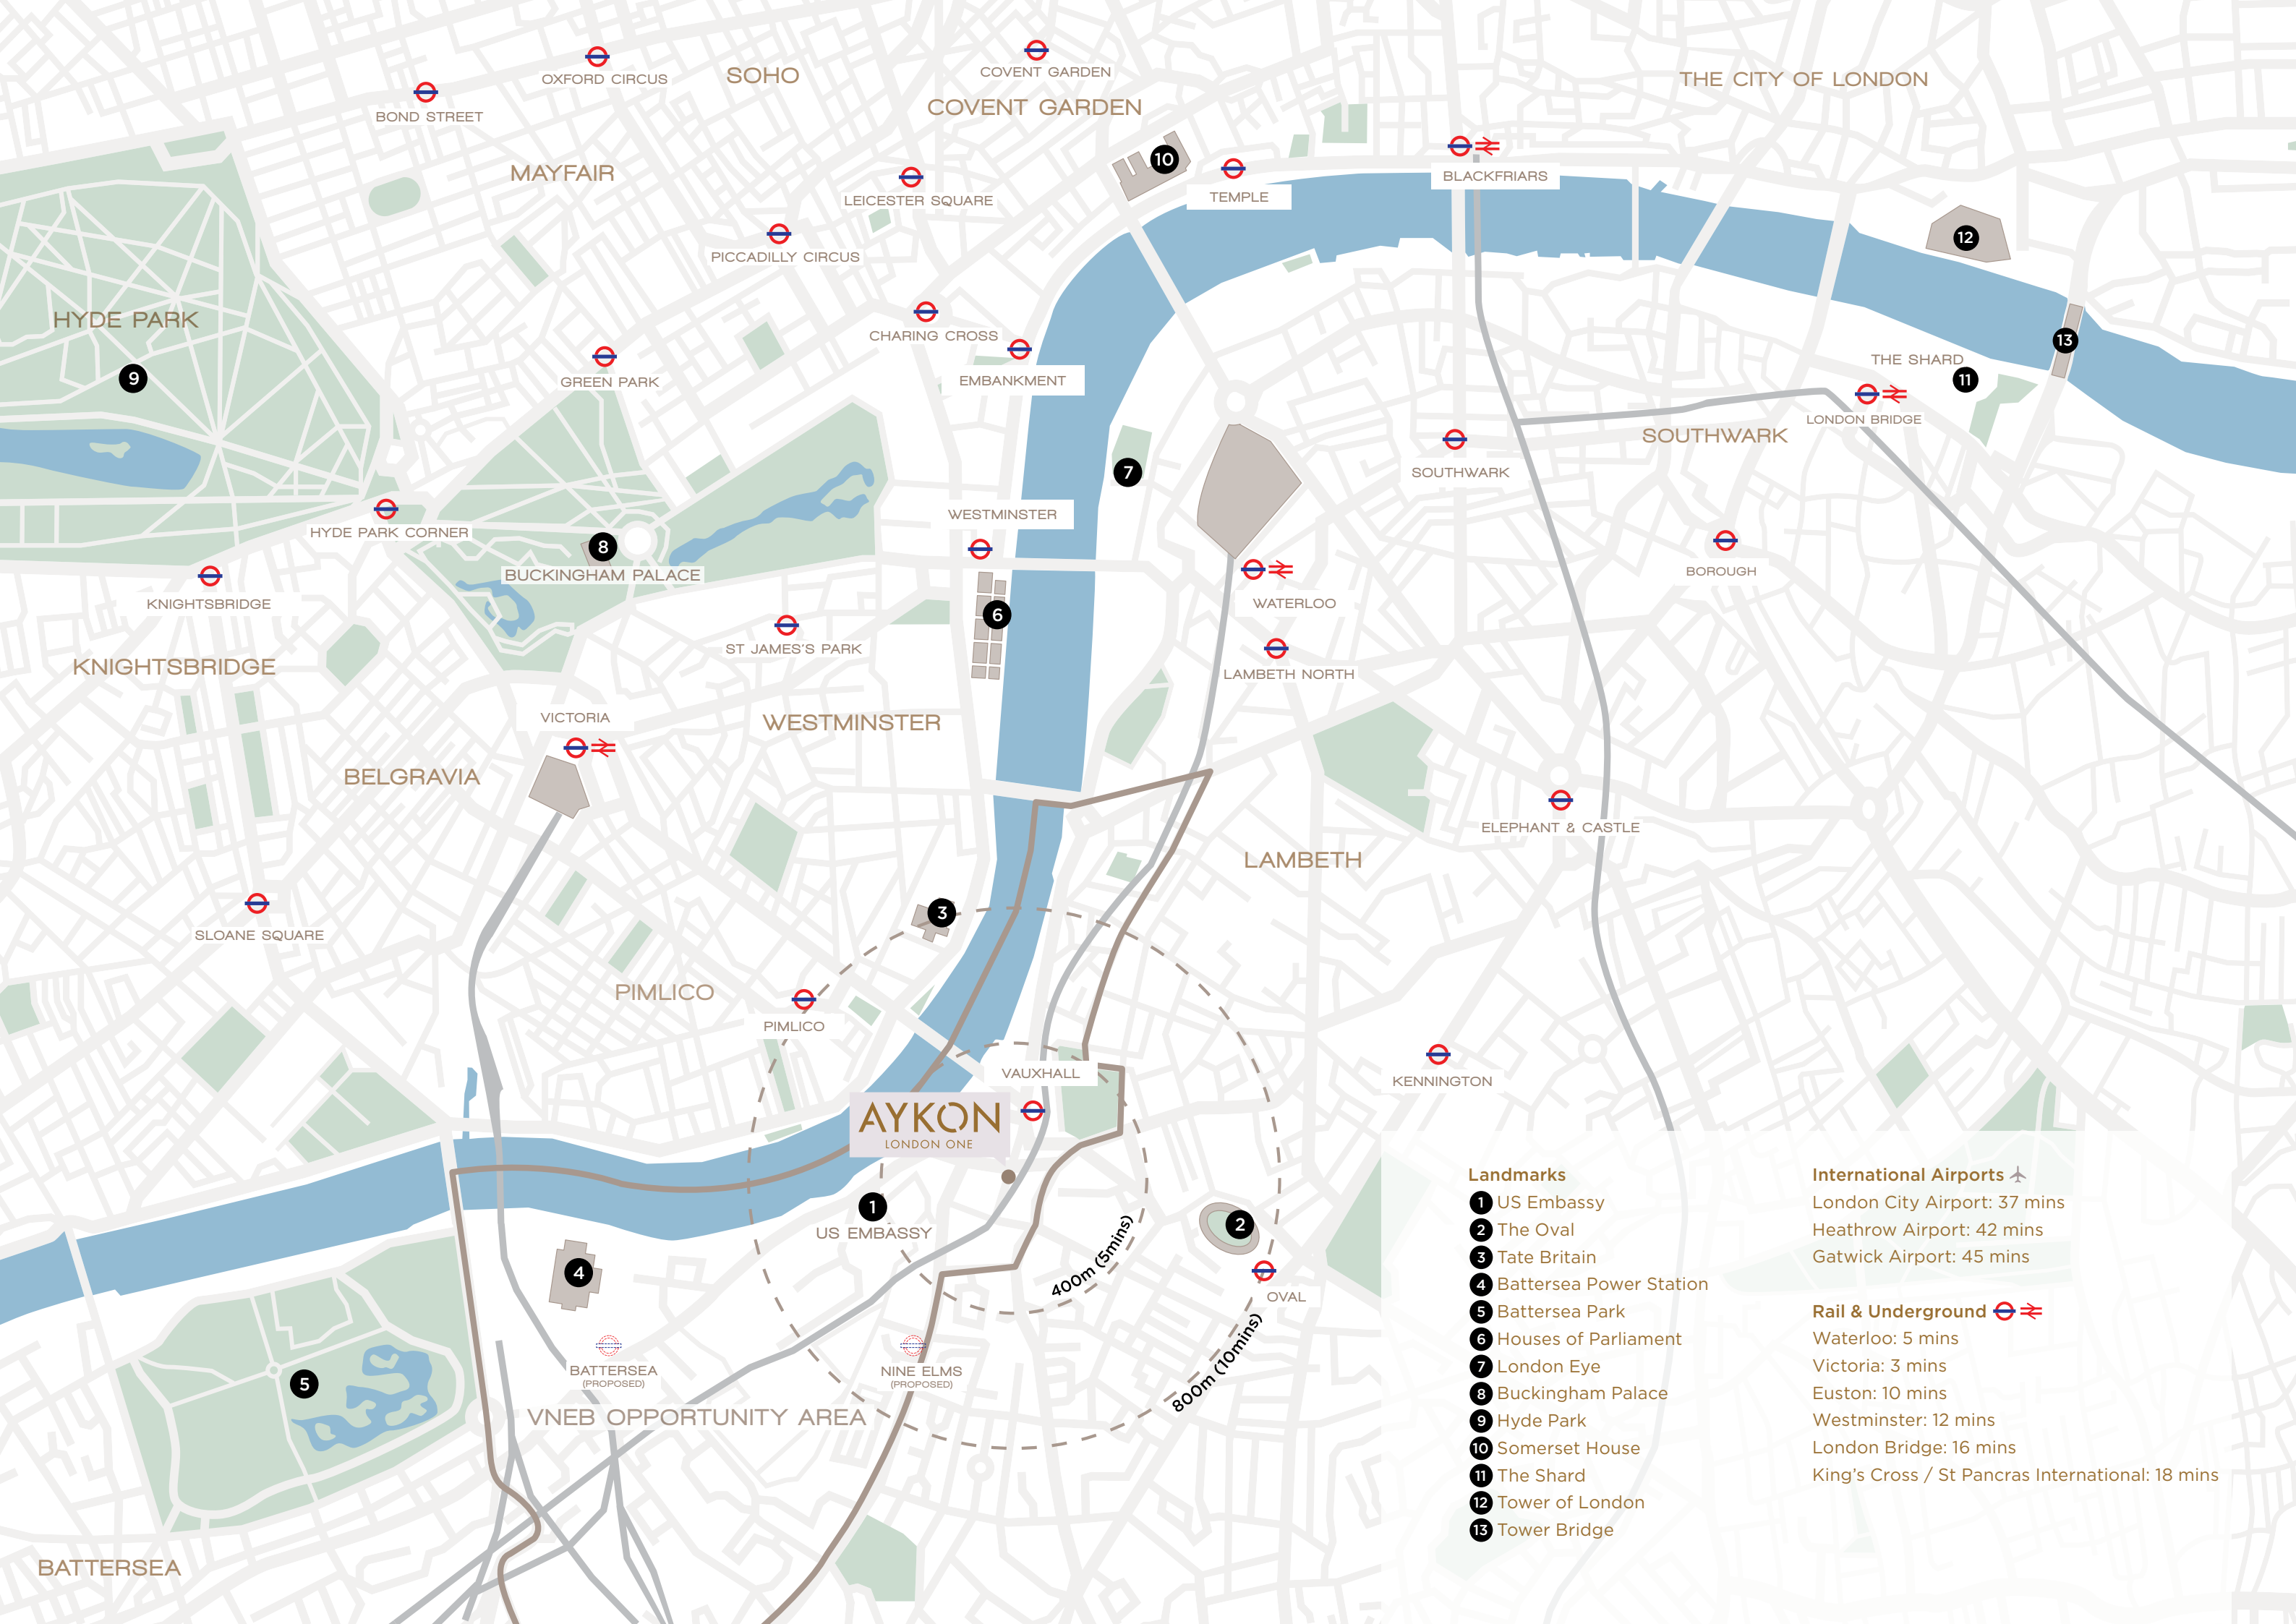 OXFORD CIRCUS
SOHO
COVENT GARDEN
COVENT GARDEN
THE CITY OF LONDON
BOND STREET
MAYFAIR
LEICESTER SQUARE
10
TEMPLE
BLACKFRIARS
PICCADILLY CIRCUS
12
HYDE PARK
9
CHARING CROSS
EMBANKMENT
13
THE SHARD
11
GREEN PARK
LONDON BRIDGE
SOUTHWARK
7
SOUTHWARK
WESTMINSTER
HYDE PARK CORNER
8
BUCKINGHAM PALACE
BOROUGH
KNIGHTSBRIDGE
6
WATERLOO
ST JAMES'S PARK
KNIGHTSBRIDGE
LAMBETH NORTH
VICTORIA
WESTMINSTER
BELGRAVIA
ELEPHANT & CASTLE
LAMBETH
3
SLOANE SQUARE
PIMLICO
PIMLICO
VAUXHALL
KENNINGTON
AYKON
LONDON ONE
1
US EMBASSY
2
400m (5mins)
OVAL
4
800m (10mins)
BATTERSEA
(PROPOSED)
NINE ELMS
(PROPOSED)
5
VNEB OPPORTUNITY AREA
BATTERSEA
Landmarks
1 US Embassy
2 The Oval
3 Tate Britain
4 Battersea Power Station
5 Battersea Park
6 Houses of Parliament
7 London Eye
8 Buckingham Palace
9 Hyde Park
10 Somerset House
11 The Shard
12 Tower of London
13 Tower Bridge
International Airports
London City Airport: 37 mins
Heathrow Airport: 42 mins
Gatwick Airport: 45 mins
Rail & Underground
Waterloo: 5 mins
Victoria: 3 mins
Euston: 10 mins
Westminster: 12 mins
London Bridge: 16 mins
King's Cross / St Pancras International: 18 mins